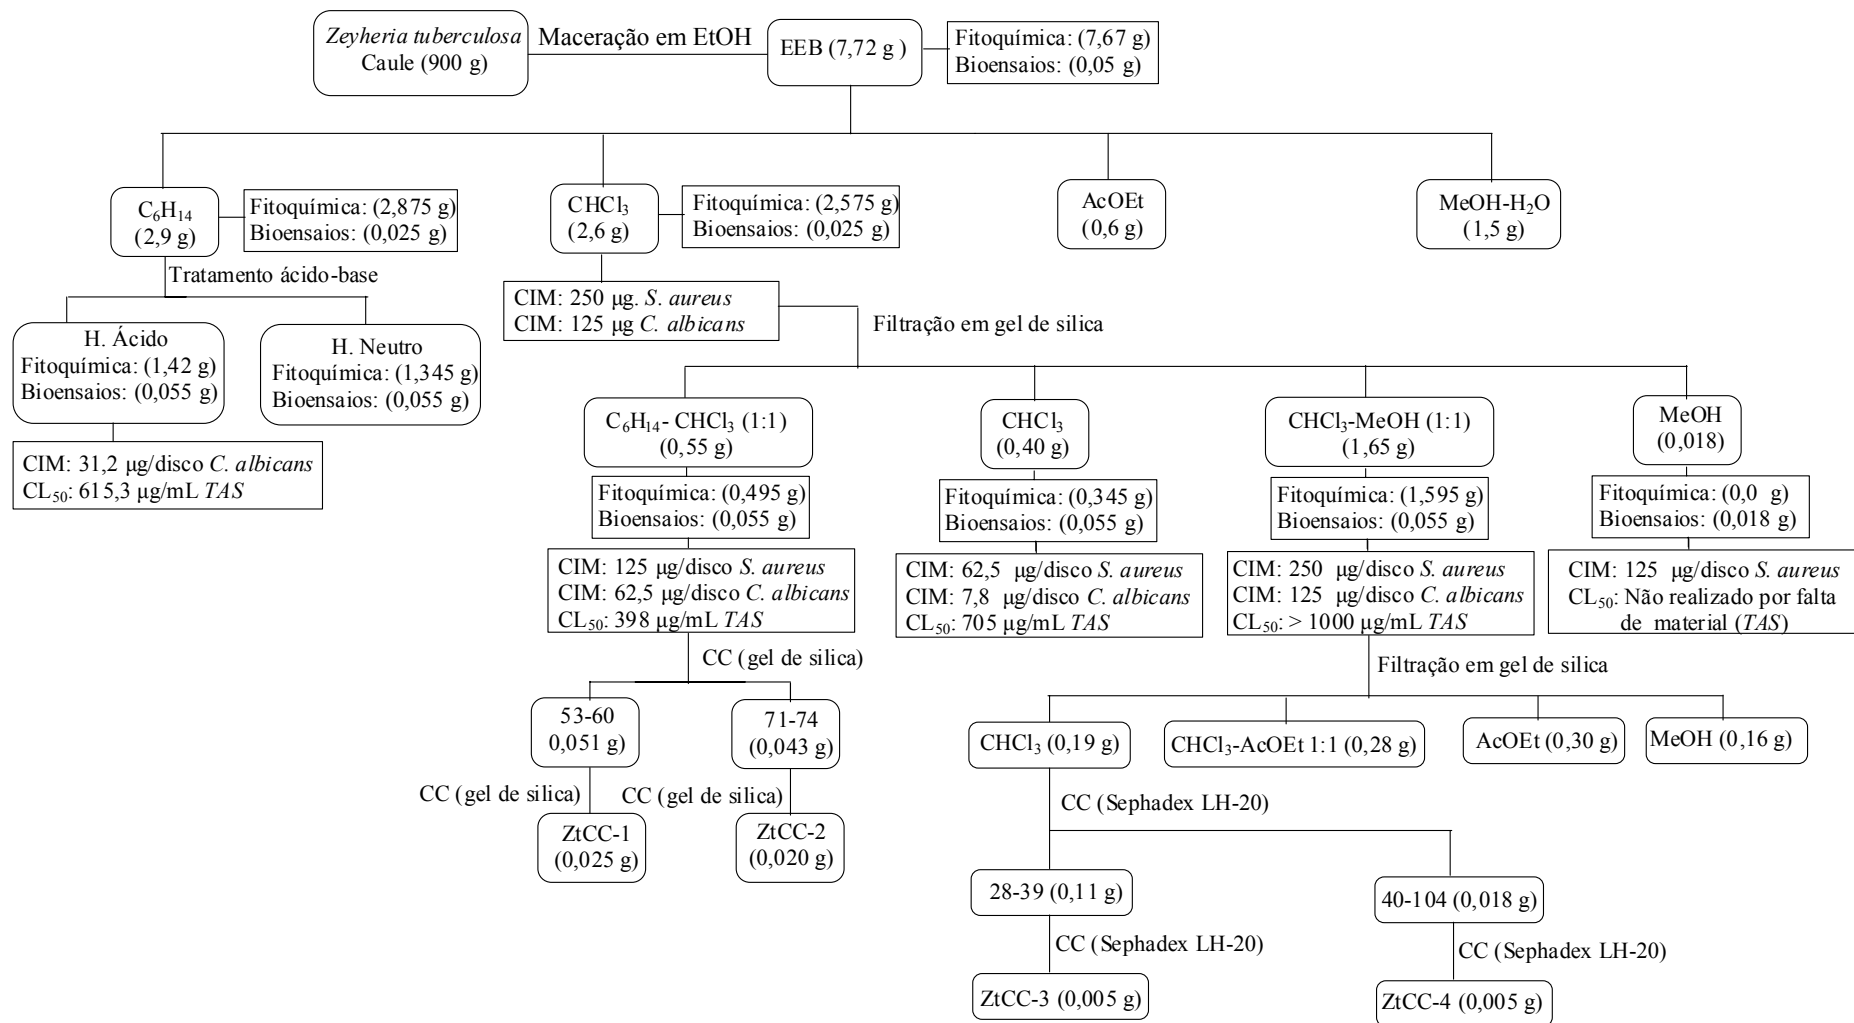 Zeyheria tuberculosa
Caule (900 g)
Maceração em EtOH
EEB (7,72 g )
Fitoquímica: (7,67 g)
Bioensaios: (0,05 g)
C₆H₁₄
(2,9 g)
Fitoquímica: (2,875 g)
Bioensaios: (0,025 g)
CHCl₃
(2,6 g)
Fitoquímica: (2,575 g)
Bioensaios: (0,025 g)
AcOEt
(0,6 g)
MeOH-H₂O
(1,5 g)
Tratamento ácido-base
H. Ácido
Fitoquímica: (1,42 g)
Bioensaios: (0,055 g)
H. Neutro
Fitoquímica: (1,345 g)
Bioensaios: (0,055 g)
CIM: 31,2 µg/disco C. albicans
CL₅₀: 615,3 µg/mL TAS
CIM: 250 µg. S. aureus
CIM: 125 µg C. albicans
Filtração em gel de silica
C₆H₁₄- CHCl₃ (1:1)
(0,55 g)
Fitoquímica: (0,495 g)
Bioensaios: (0,055 g)
CIM: 125 µg/disco S. aureus
CIM: 62,5 µg/disco C. albicans
CL₅₀: 398 µg/mL TAS
CHCl₃
(0,40 g)
Fitoquímica: (0,345 g)
Bioensaios: (0,055 g)
CIM: 62,5 µg/disco S. aureus
CIM: 7,8 µg/disco C. albicans
CL₅₀: 705 µg/mL TAS
CHCl₃-MeOH (1:1)
(1,65 g)
Fitoquímica: (1,595 g)
Bioensaios: (0,055 g)
CIM: 250 µg/disco S. aureus
CIM: 125 µg/disco C. albicans
CL₅₀: > 1000 µg/mL TAS
MeOH
(0,018)
Fitoquímica: (0,0 g)
Bioensaios: (0,018 g)
CIM: 125 µg/disco S. aureus
CL₅₀: Não realizado por falta
de material (TAS)
CC (gel de silica)
53-60
0,051 g)
71-74
(0,043 g)
CC (gel de silica)
CC (gel de silica)
ZtCC-1
(0,025 g)
ZtCC-2
(0,020 g)
Filtração em gel de silica
CHCl₃ (0,19 g)
CHCl₃-AcOEt 1:1 (0,28 g)
AcOEt (0,30 g)
MeOH (0,16 g)
CC (Sephadex LH-20)
28-39 (0,11 g)
40-104 (0,018 g)
CC (Sephadex LH-20)
CC (Sephadex LH-20)
ZtCC-3 (0,005 g)
ZtCC-4 (0,005 g)